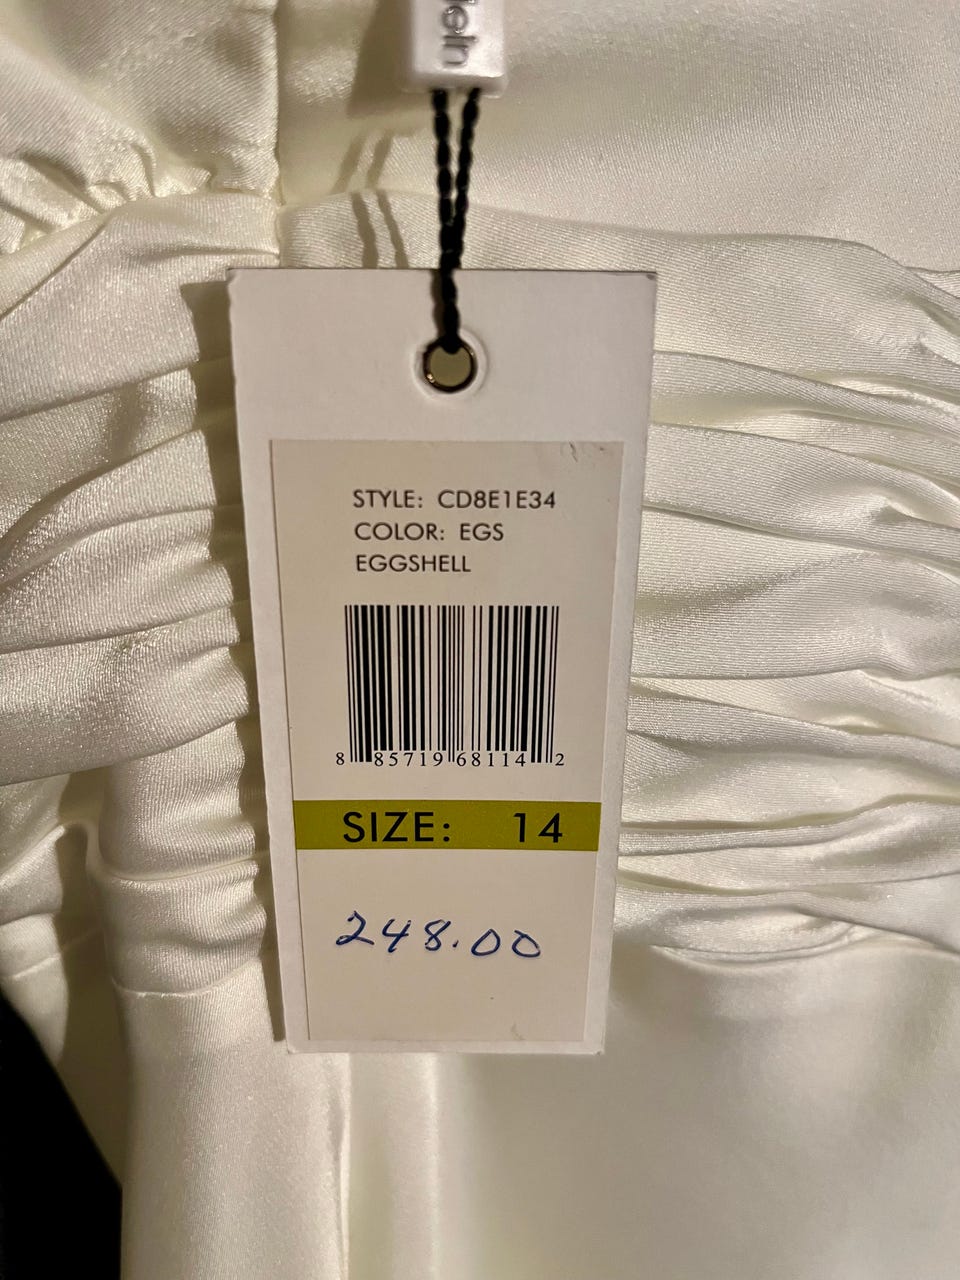 STYLE: CD8E1E34
COLOR: EGS
EGGSHELL
8 85719 68114 2
SIZE: 14
248.00